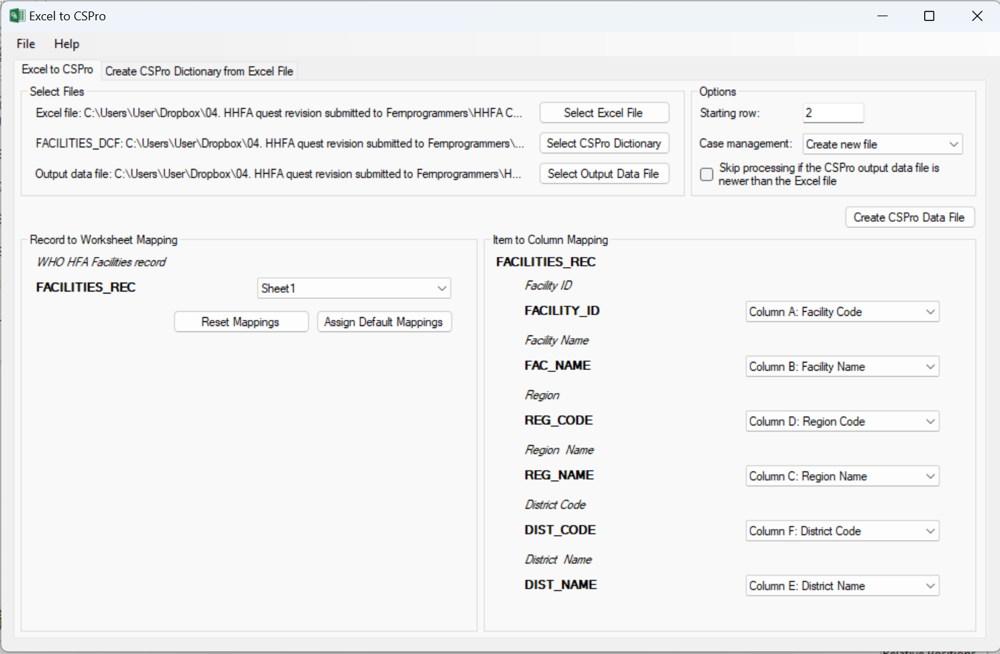 Excel to CSPro
File Help
Excel to CSPro Create CSPro Dictionary from Excel File
Select Files
Excel file: C:\Users\User\Dropbox\04. HHFA quest revision submitted to Fernprogrammers\HHFA C...
Select Excel File
FACILITIES_DCF: C:\Users\User\Dropbox\04. HHFA quest revision submitted to Fernprogrammers\...
Select CSPro Dictionary
Output data file: C:\Users\User\Dropbox\04. HHFA quest revision submitted to Fernprogrammers\H...
Select Output Data File
Options
Starting row: 2
Case management: Create new file
Skip processing if the CSPro output data file is
newer than the Excel file
Create CSPro Data File
Record to Worksheet Mapping
WHO HFA Facilities record
FACILITIES_REC Sheet1
Reset Mappings Assign Default Mappings
Item to Column Mapping
FACILITIES_REC
Facility ID
FACILITY_ID Column A: Facility Code
Facility Name
FAC_NAME Column B: Facility Name
Region
REG_CODE Column D: Region Code
Region Name
REG_NAME Column C: Region Name
District Code
DIST_CODE Column F: District Code
District Name
DIST_NAME Column E: District Name